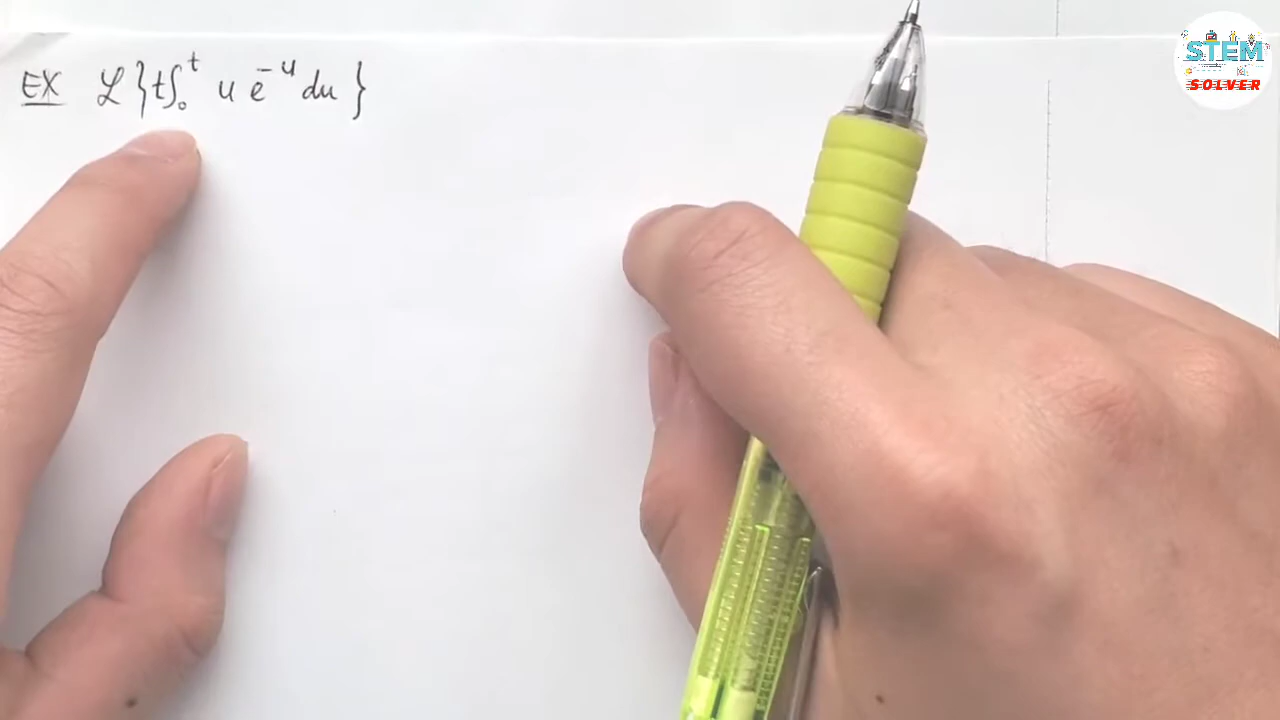 EX ℒ{t∫₀ᵗ u e⁻ᵘ du}
STEM
SOLVER